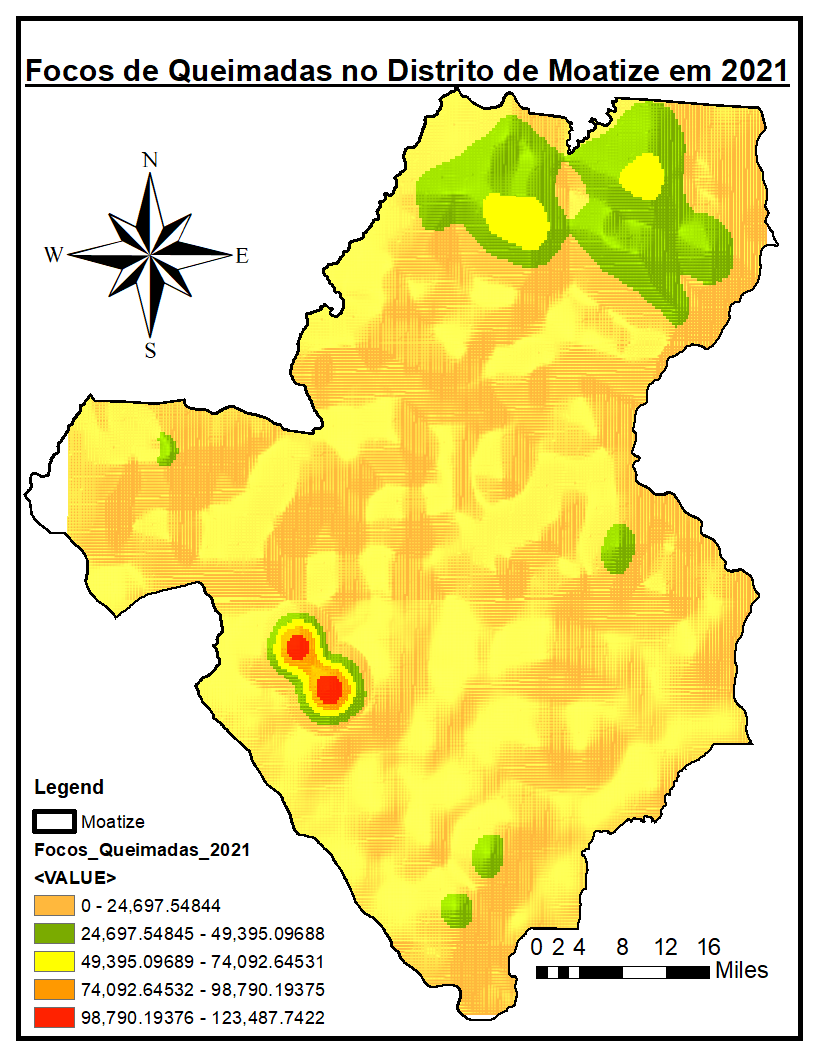 Focos de Queimadas no Distrito de Moatize em 2021
N
W
E
S
Legend
Moatize
Focos_Queimadas_2021
<VALUE>
0 - 24,697.54844
24,697.54845 - 49,395.09688
49,395.09689 - 74,092.64531
74,092.64532 - 98,790.19375
98,790.19376 - 123,487.7422
0 2 4 8 12 16
Miles